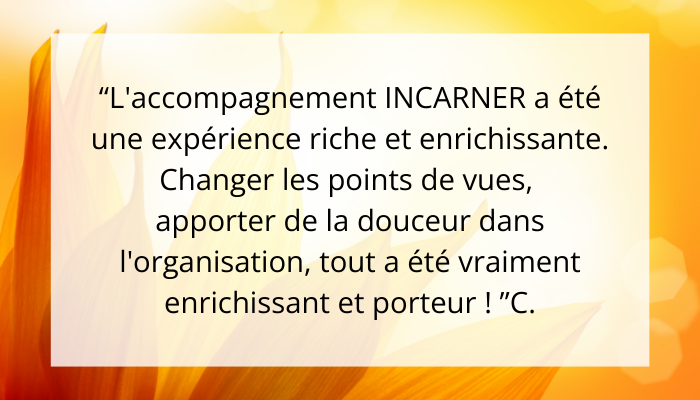 “L'accompagnement INCARNER a été
une expérience riche et enrichissante.
Changer les points de vues,
apporter de la douceur dans
l'organisation, tout a été vraiment
enrichissant et porteur ! ”C.